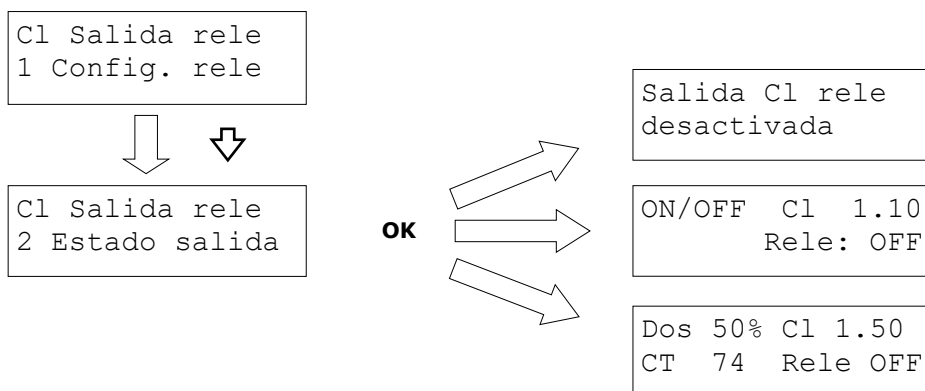 Cl Salida rele
1 Config. rele
Cl Salida rele
2 Estado salida
OK
Salida Cl rele
desactivada
ON/OFF Cl 1.10
Rele: OFF
Dos 50% Cl 1.50
CT 74 Rele OFF